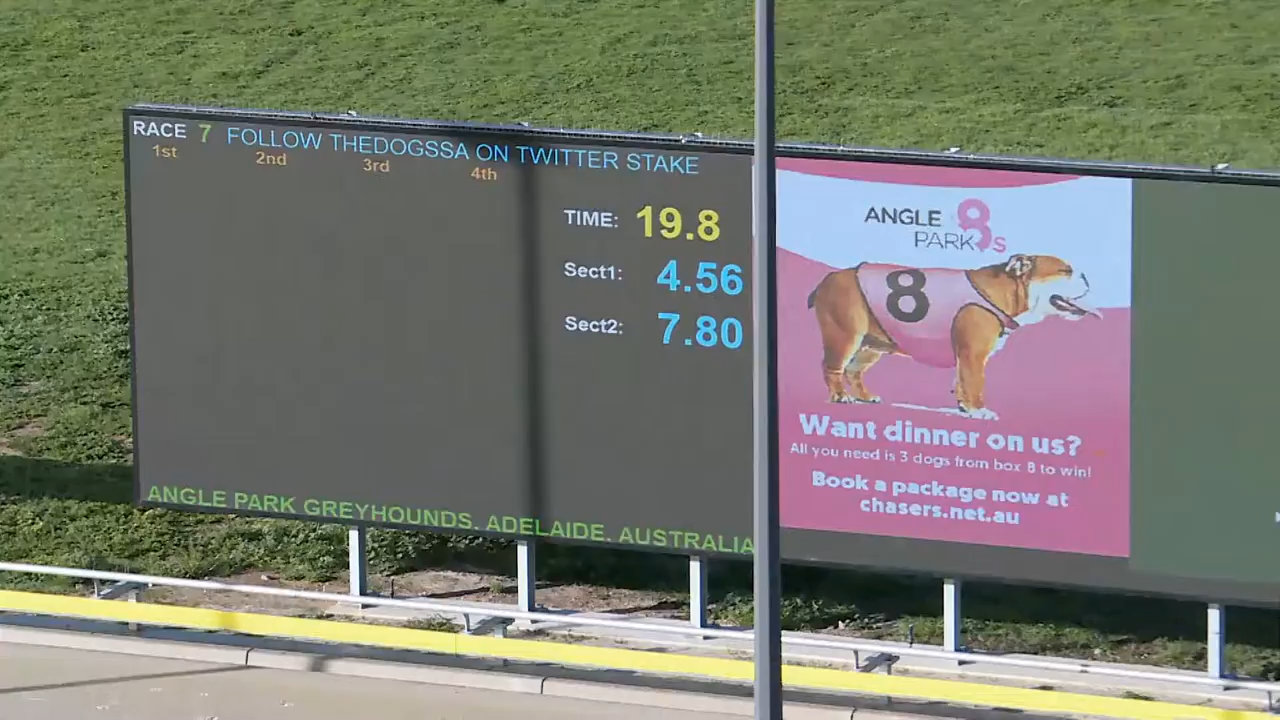 RACE 7 FOLLOW THEDOGSSA ON TWITTER STAKE
1st 2nd 3rd 4th
TIME: 19.8
Sect1: 4.56
Sect2: 7.80
ANGLE PARK GREYHOUNDS, ADELAIDE, AUSTRALIA
ANGLE
PARK 8s
8
Want dinner on us?
All you need is 3 dogs from box 8 to win!
Book a package now at
chasers.net.au